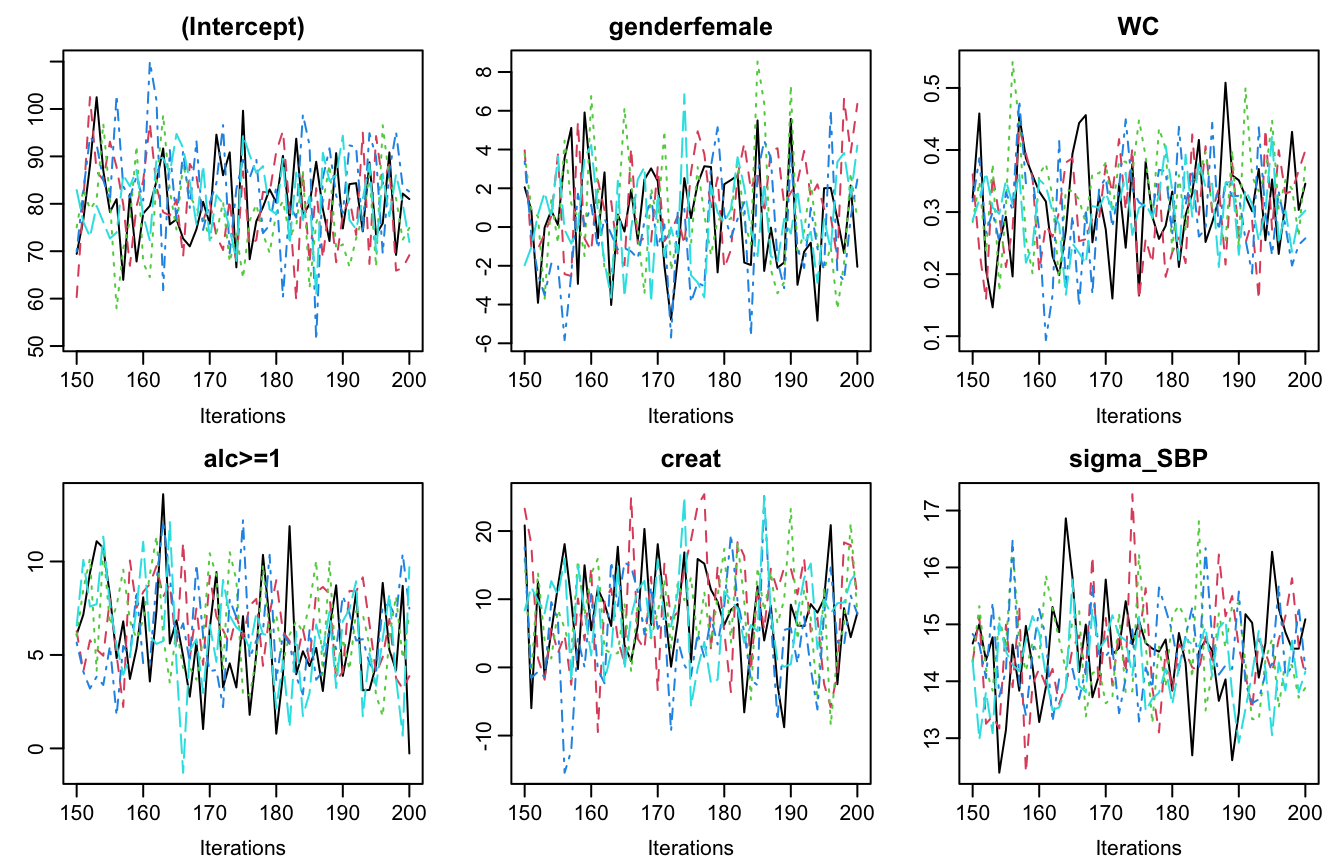 (Intercept)
genderfemale
WC
50 60 70 80 90 100
-6 -4 -2 0 2 4 6 8
0.1 0.2 0.3 0.4 0.5
150 160 170 180 190 200
150 160 170 180 190 200
150 160 170 180 190 200
Iterations
Iterations
Iterations
alc>=1
creat
sigma_SBP
0 5 10
-10 0 10 20
13 14 15 16 17
150 160 170 180 190 200
150 160 170 180 190 200
150 160 170 180 190 200
Iterations
Iterations
Iterations